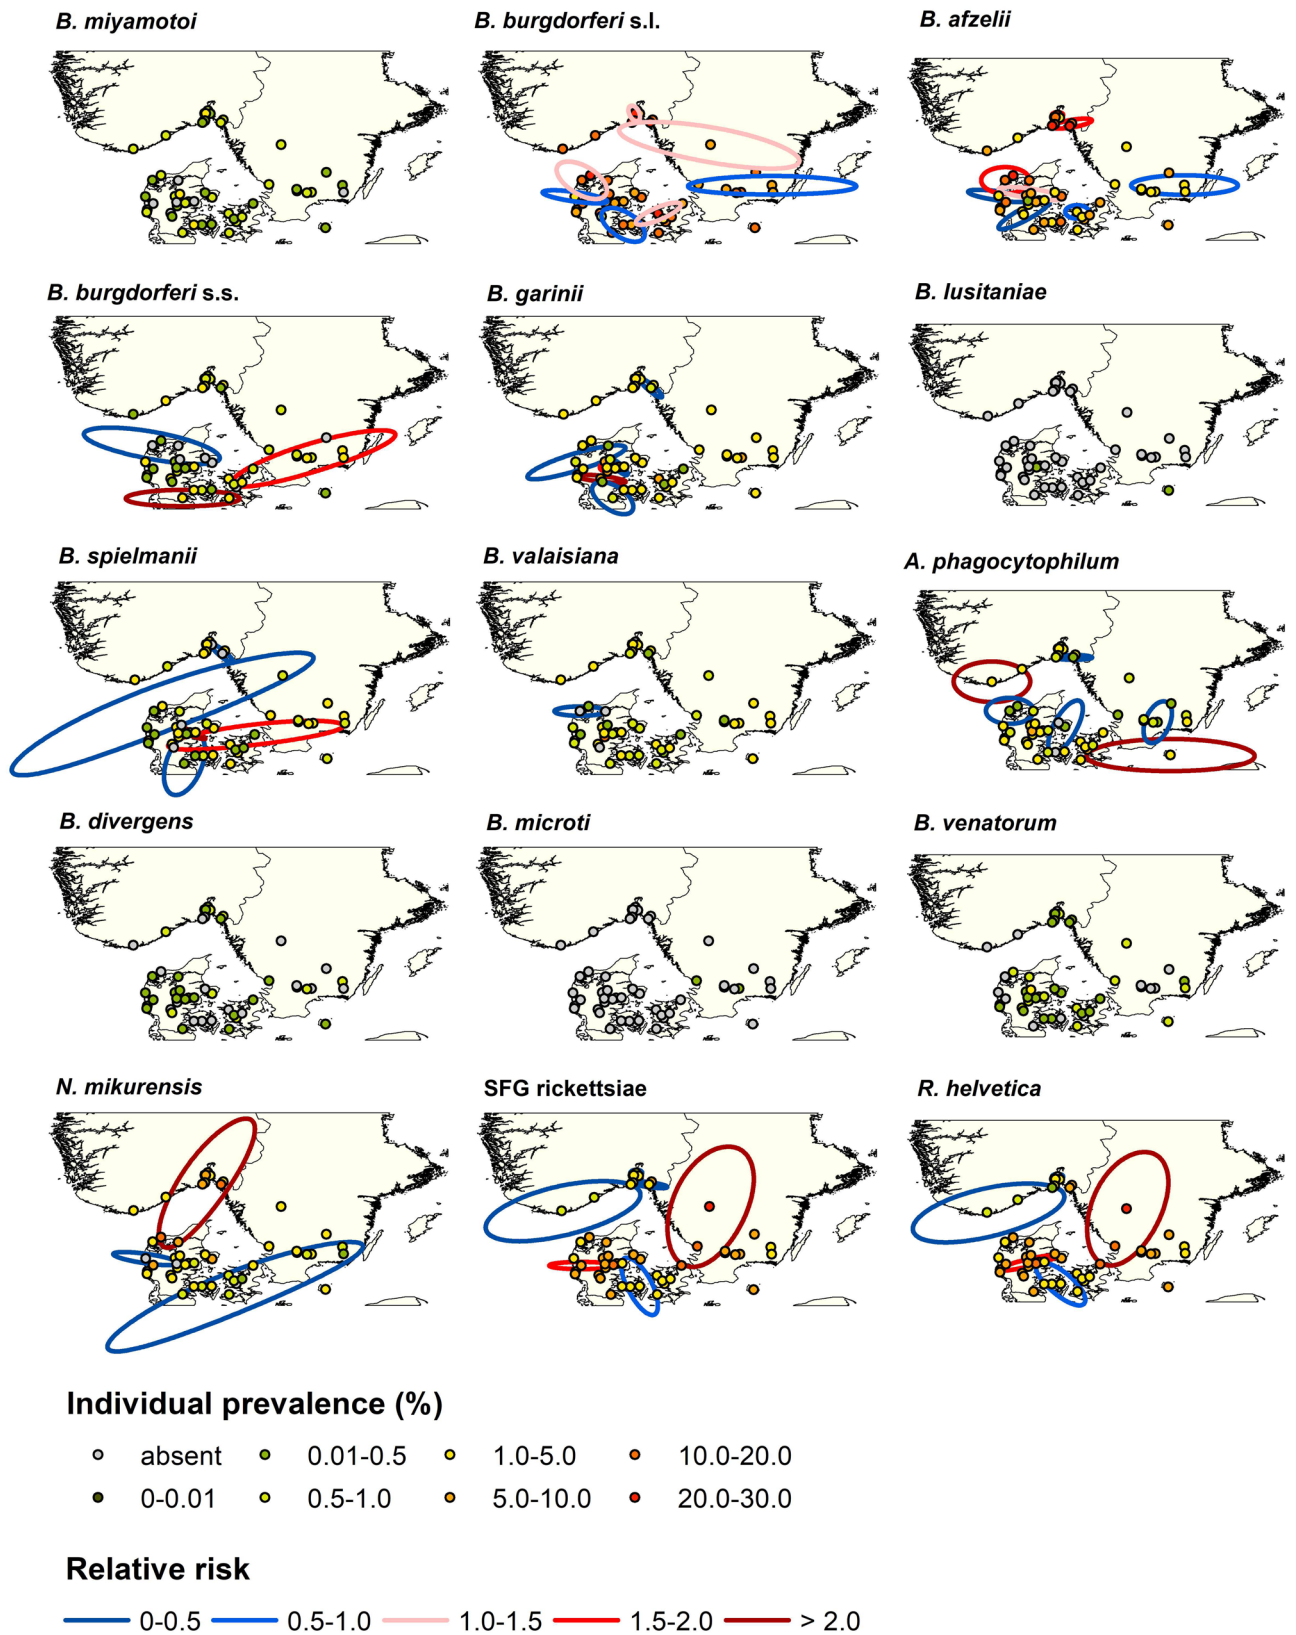 B. miyamotoi
B. burgdorferi s.l.
B. afzelii
B. burgdorferi s.s.
B. garinii
B. lusitaniae
B. spielmanii
B. valaisiana
A. phagocytophilum
B. divergens
B. microti
B. venatorum
N. mikurensis
SFG rickettsiae
R. helvetica
Individual prevalence (%)
absent 0.01-0.5 1.0-5.0 10.0-20.0
0-0.01 0.5-1.0 5.0-10.0 20.0-30.0
Relative risk
0-0.5 0.5-1.0 1.0-1.5 1.5-2.0 > 2.0